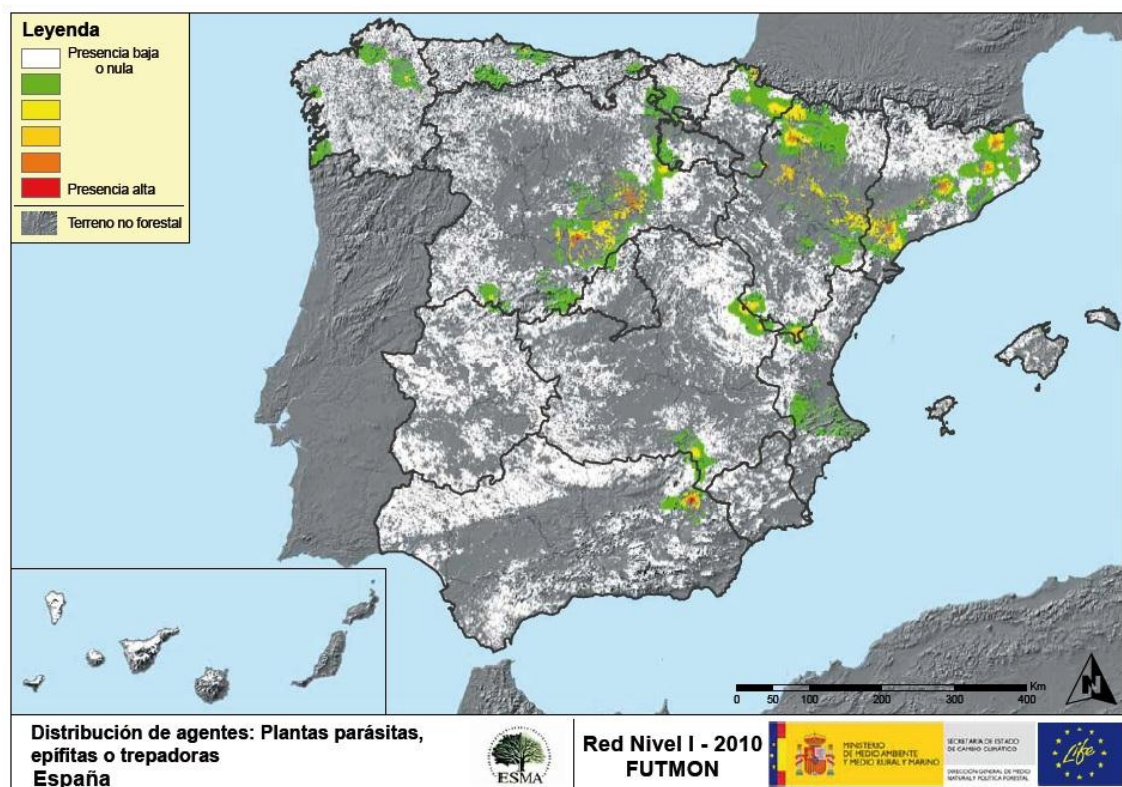 Leyenda
Presencia baja
o nula
Presencia alta
Terreno no forestal
N
Km
0 50 100 200 300 400
Distribución de agentes: Plantas parásitas,
epífitas o trepadoras
España
ESMA
Red Nivel I - 2010
FUTMON
MINISTERIO
DE MEDIO AMBIENTE
Y MEDIO RURAL Y MARINO
SECRETARÍA DE ESTADO
DE CAMBIO CLIMÁTICO
DIRECCIÓN GENERAL DE MEDIO
NATURAL Y POLÍTICA FORESTAL
Life